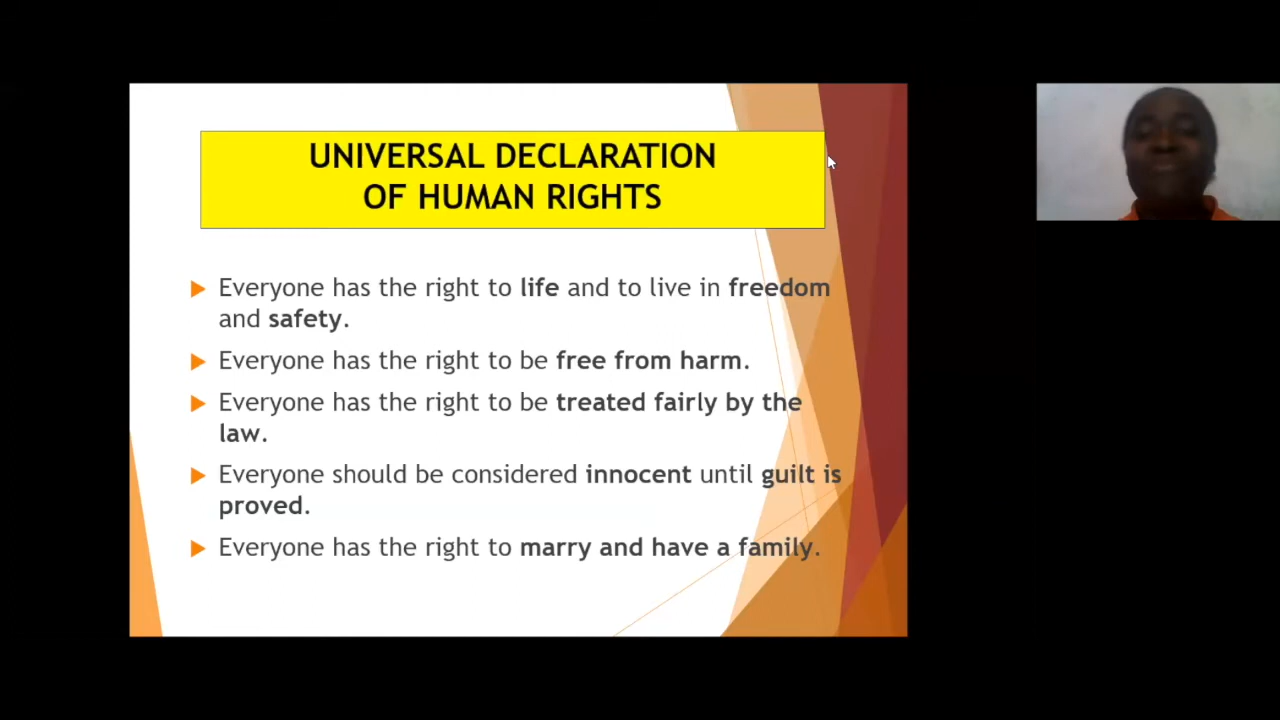 UNIVERSAL DECLARATION
OF HUMAN RIGHTS
Everyone has the right to life and to live in freedom
and safety.
Everyone has the right to be free from harm.
Everyone has the right to be treated fairly by the
law.
Everyone should be considered innocent until guilt is
proved.
Everyone has the right to marry and have a family.